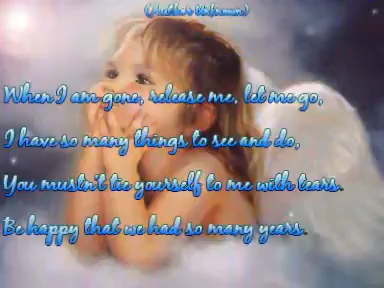 When I am gone, release me, let me go,
I have so many things to see and do,
You mustn't tie yourself to me with tears.
Be happy that we had so many years.